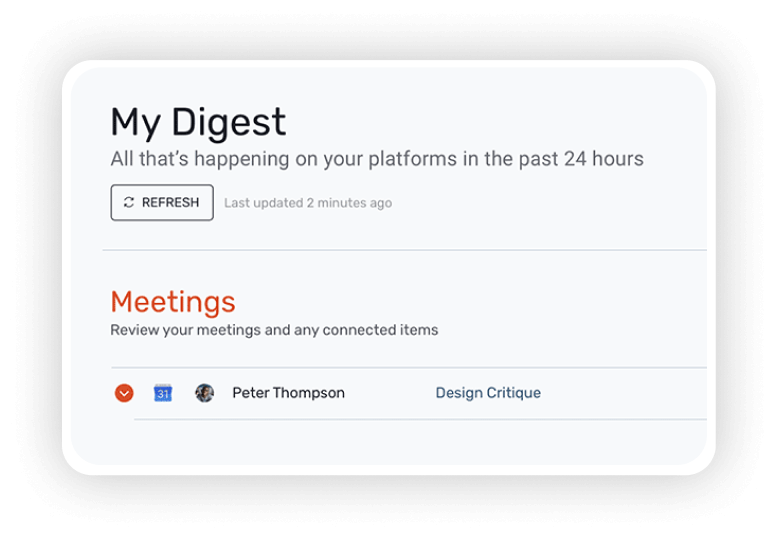 My Digest
All that’s happening on your platforms in the past 24 hours
REFRESH Last updated 2 minutes ago
Meetings
Review your meetings and any connected items
31 Peter Thompson Design Critique